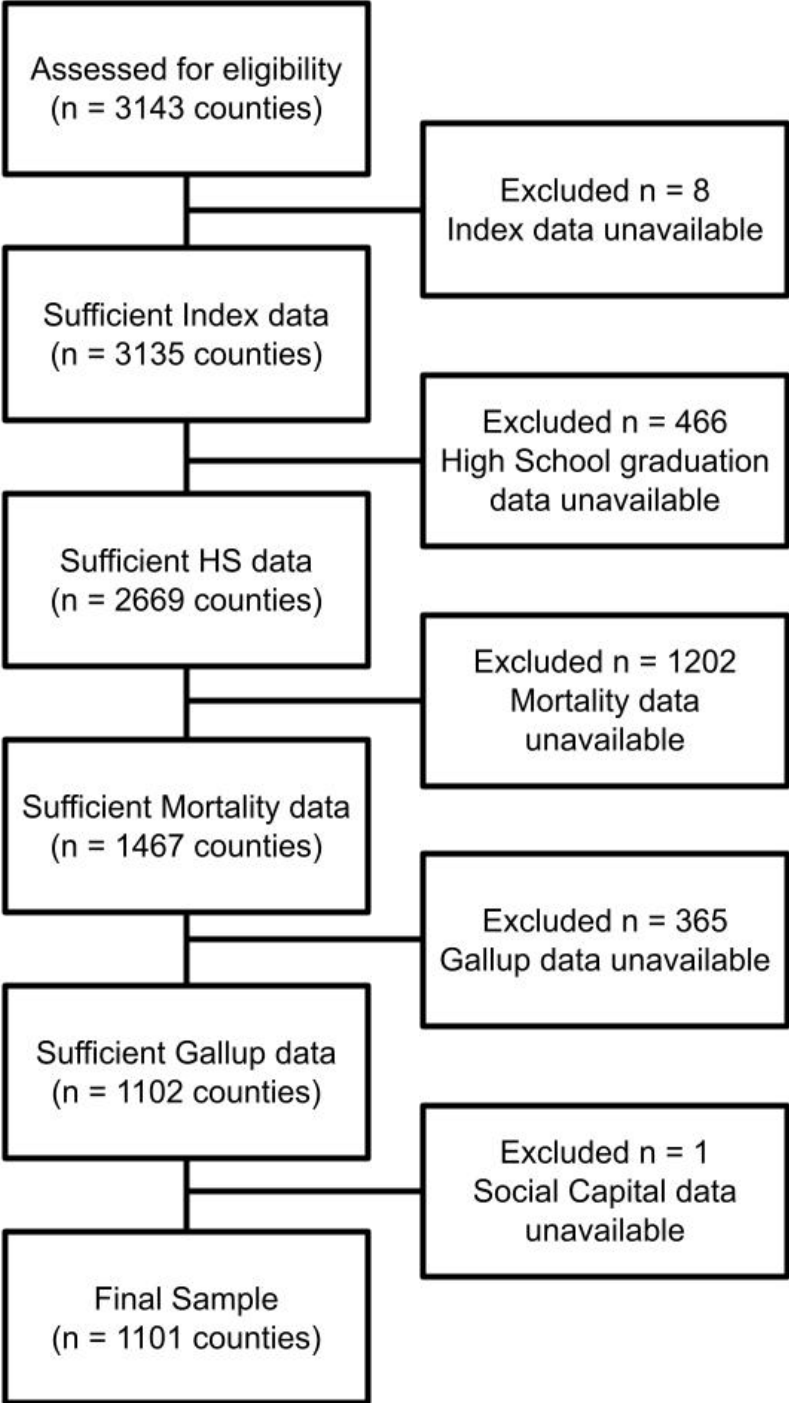 Assessed for eligibility
(n = 3143 counties)
Excluded n = 8
Index data unavailable
Sufficient Index data
(n = 3135 counties)
Excluded n = 466
High School graduation
data unavailable
Sufficient HS data
(n = 2669 counties)
Excluded n = 1202
Mortality data
unavailable
Sufficient Mortality data
(n = 1467 counties)
Excluded n = 365
Gallup data unavailable
Sufficient Gallup data
(n = 1102 counties)
Excluded n = 1
Social Capital data
unavailable
Final Sample
(n = 1101 counties)